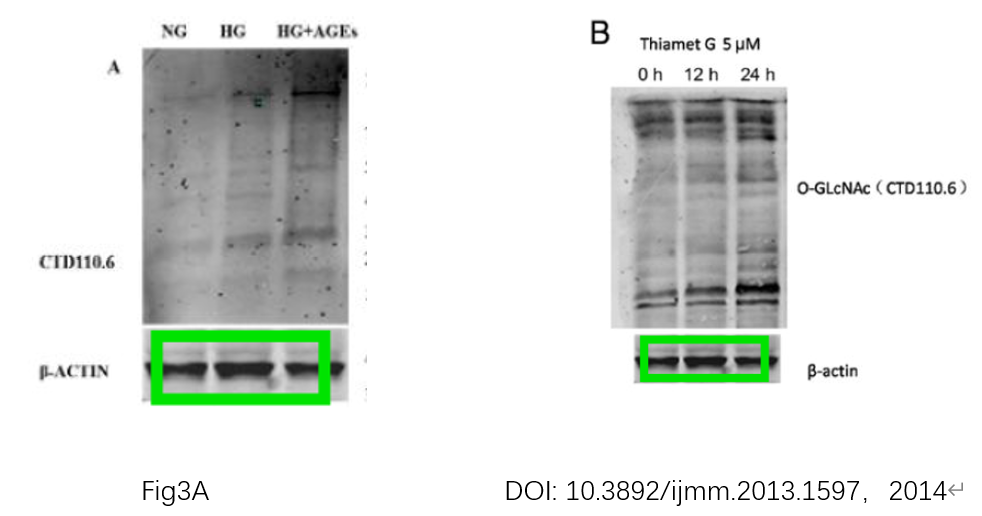 NG HG HG+AGEs
A
CTD110.6
β-ACTIN
Fig3A
B
Thiamet G 5 μM
0 h 12 h 24 h
O-GLcNAc（CTD110.6）
β-actin
DOI: 10.3892/ijmm.2013.1597， 2014↵